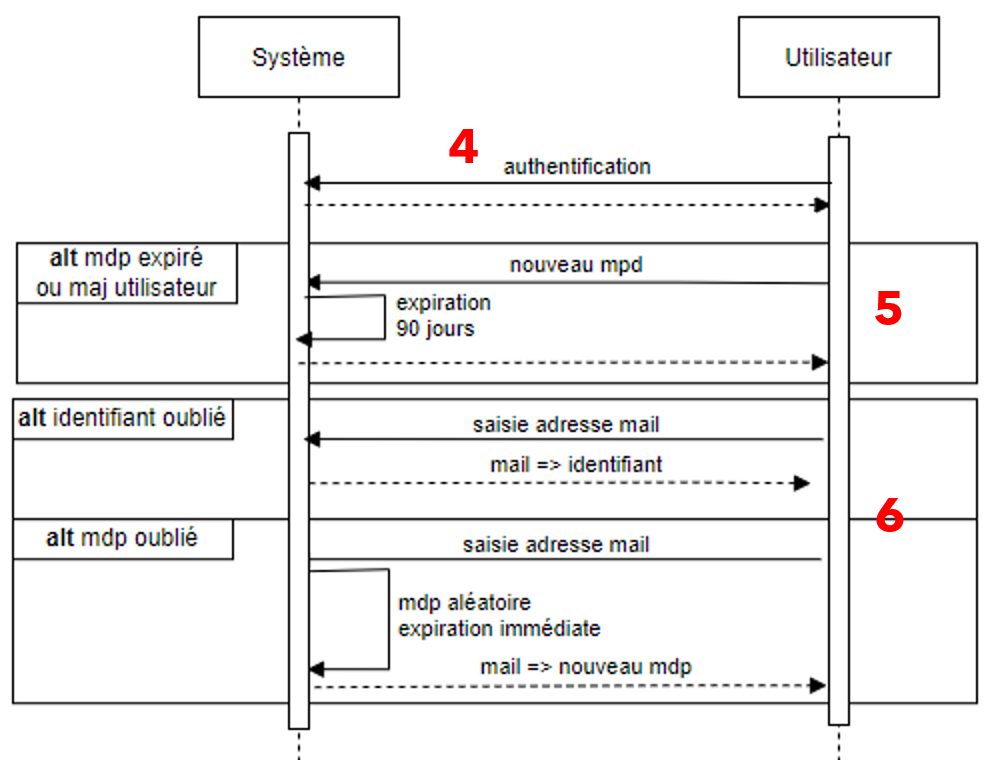 Système
Utilisateur
4
authentification
alt mdp expiré
ou maj utilisateur
nouveau mpd
expiration
90 jours
5
alt identifiant oublié
saisie adresse mail
mail => identifiant
6
alt mdp oublié
saisie adresse mail
mdp aléatoire
expiration immédiate
mail => nouveau mdp